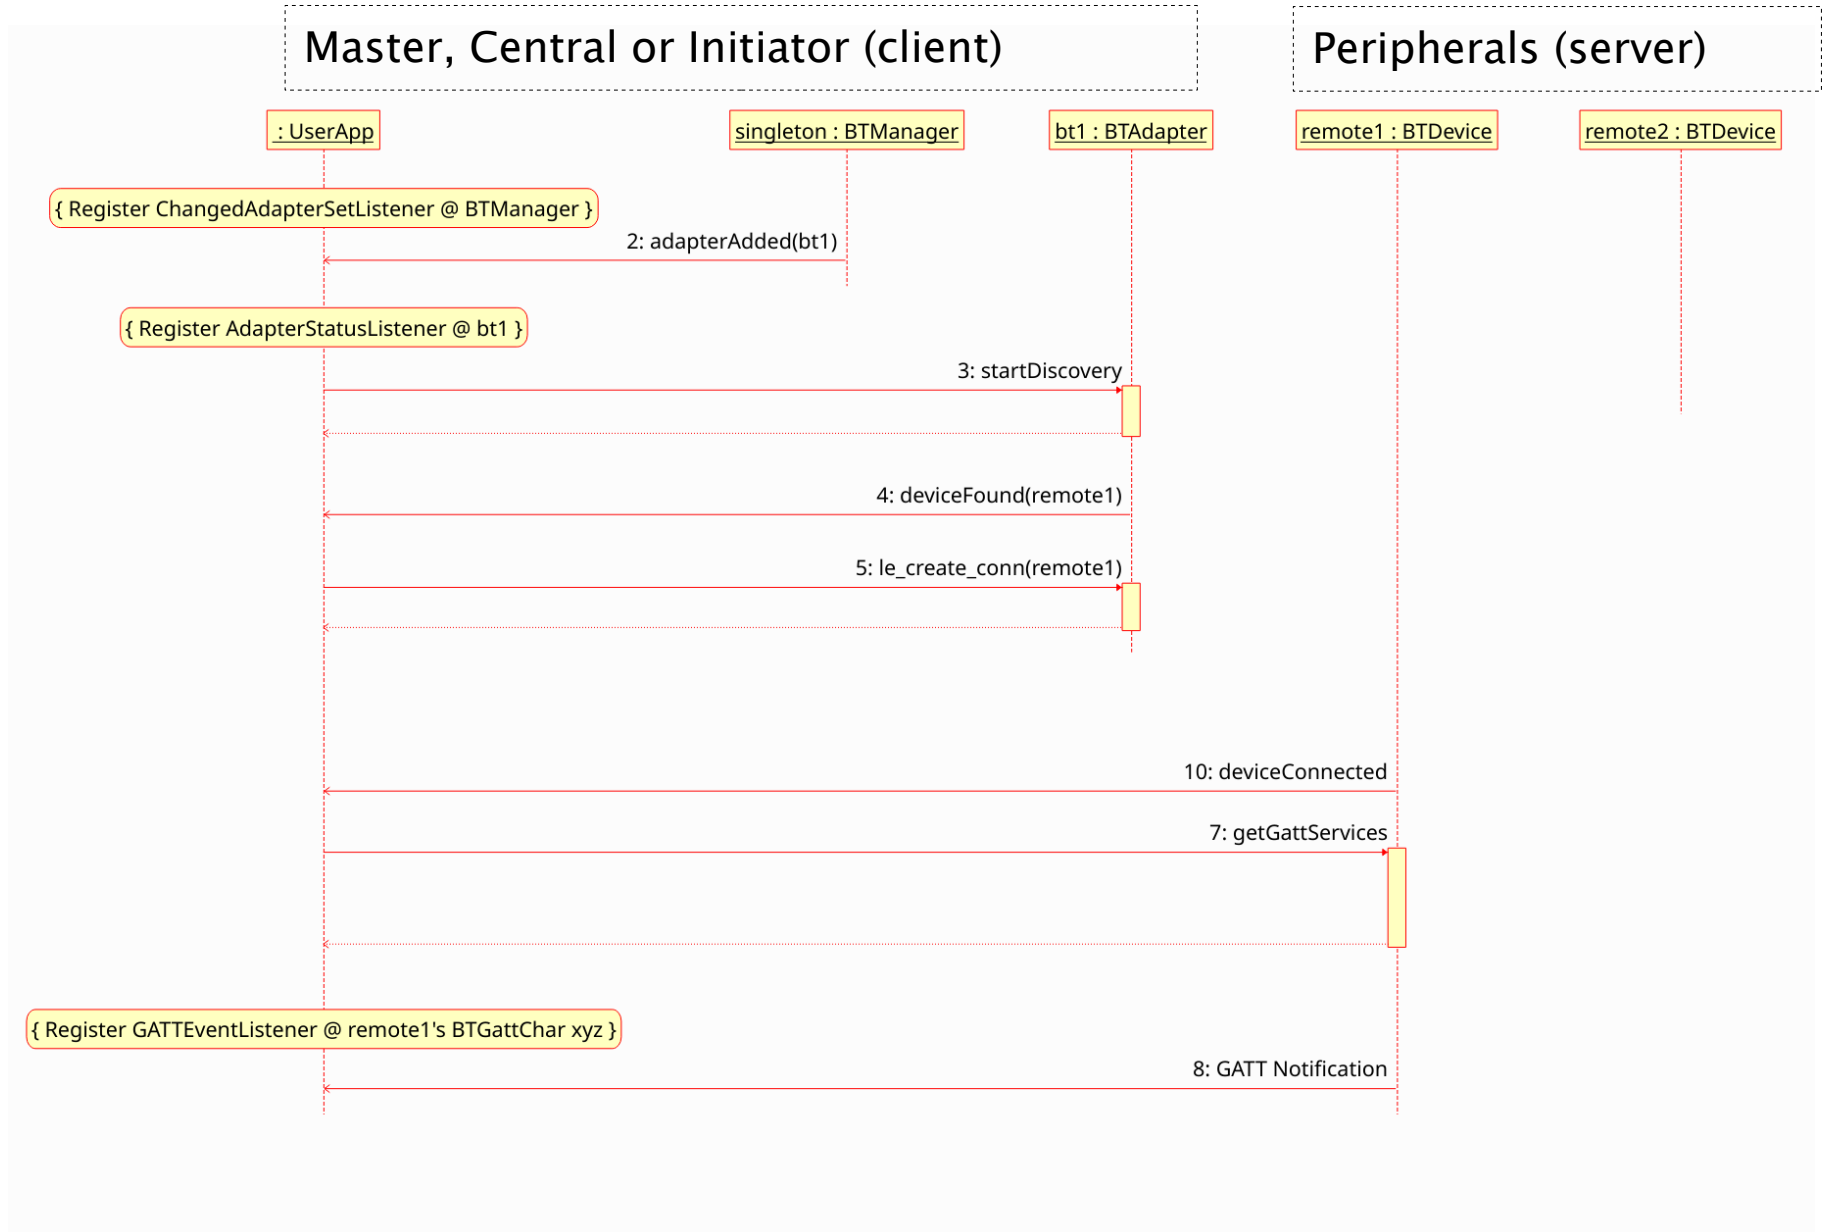 Master, Central or Initiator (client)
Peripherals (server)
: UserApp
singleton : BTManager
bt1 : BTAdapter
remote1 : BTDevice
remote2 : BTDevice
{ Register ChangedAdapterSetListener @ BTManager }
2: adapterAdded(bt1)
{ Register AdapterStatusListener @ bt1 }
3: startDiscovery
4: deviceFound(remote1)
5: le_create_conn(remote1)
10: deviceConnected
7: getGattServices
{ Register GATTEventListener @ remote1's BTGattChar xyz }
8: GATT Notification